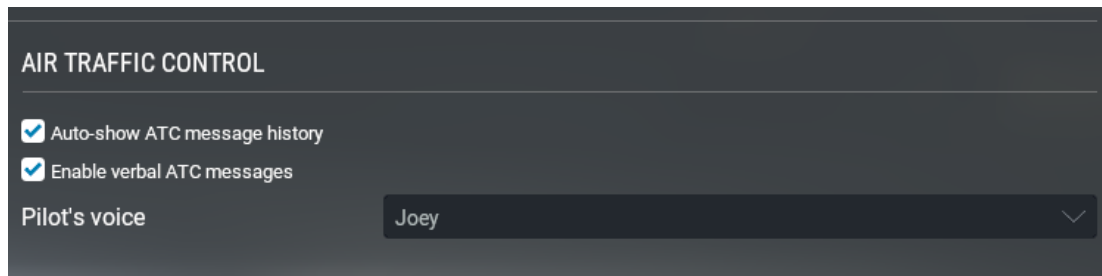 AIR TRAFFIC CONTROL
Auto-show ATC message history
Enable verbal ATC messages
Pilot's voice Joey